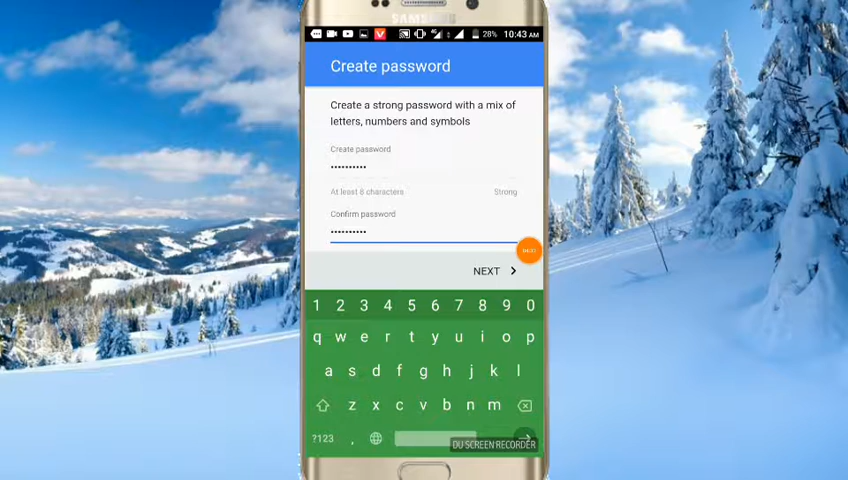 SAMSUNG
28% 10:43 AM
Create password
Create a strong password with a mix of
letters, numbers and symbols
Create password
••••••••••
At least 8 characters Strong
Confirm password
••••••••••
NEXT
1 2 3 4 5 6 7 8 9 0
q w e r t y u i o p
a s d f g h j k l
z x c v b n m
?123 ,
DU SCREEN RECORDER